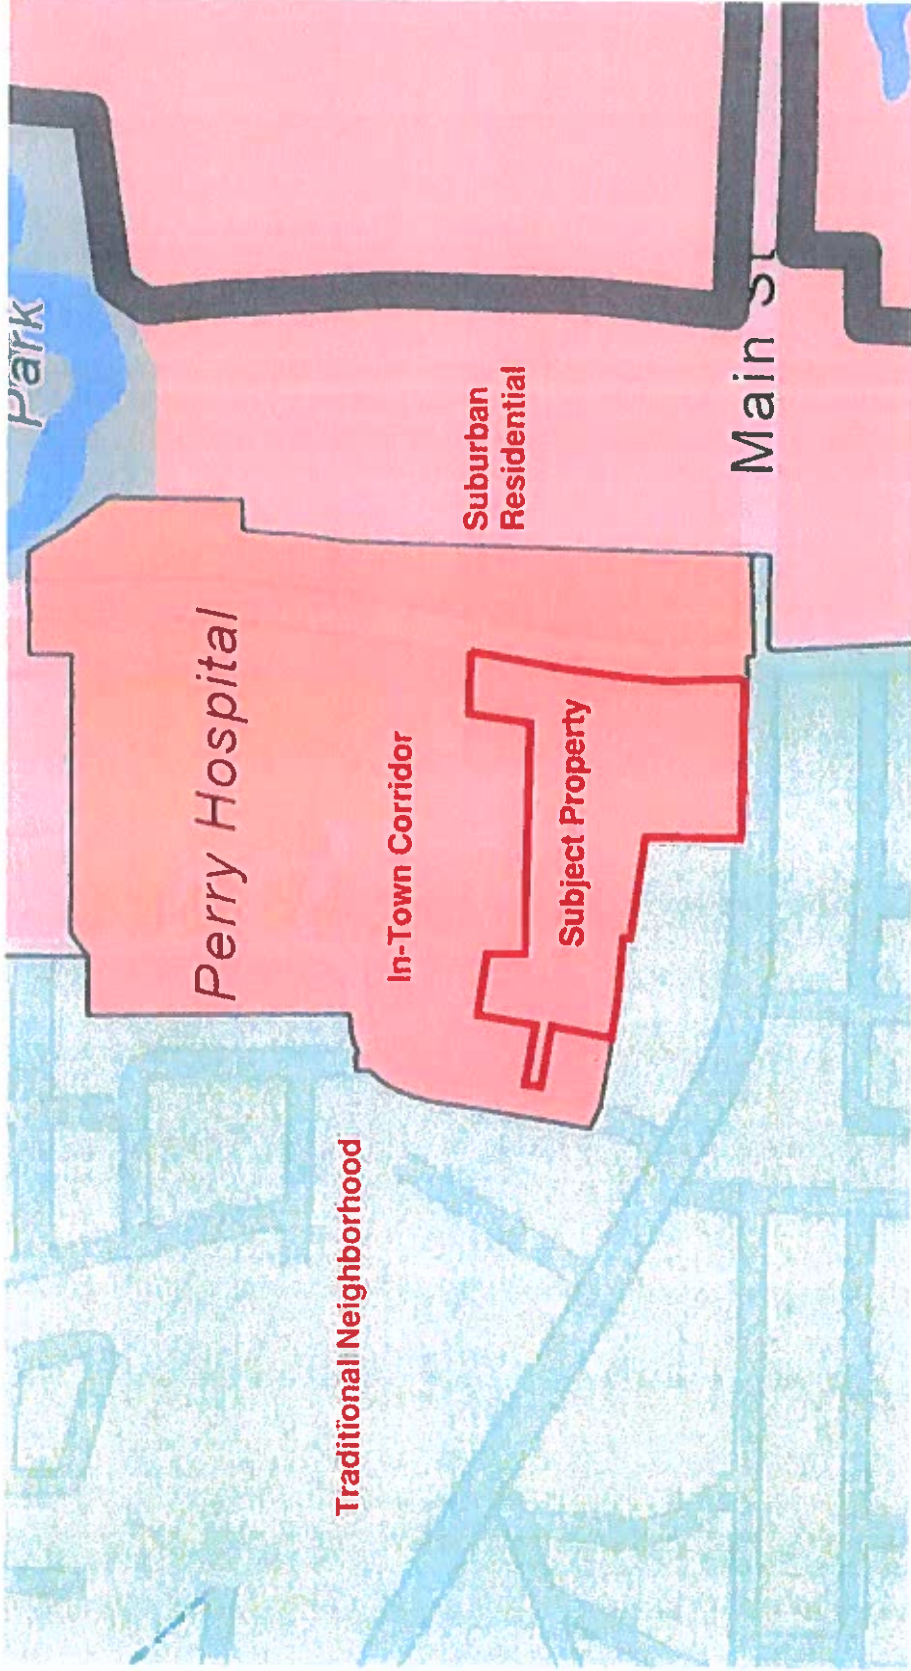 Park
Perry Hospital
In-Town Corridor
Suburban
Residential
Subject Property
Traditional Neighborhood
Main St